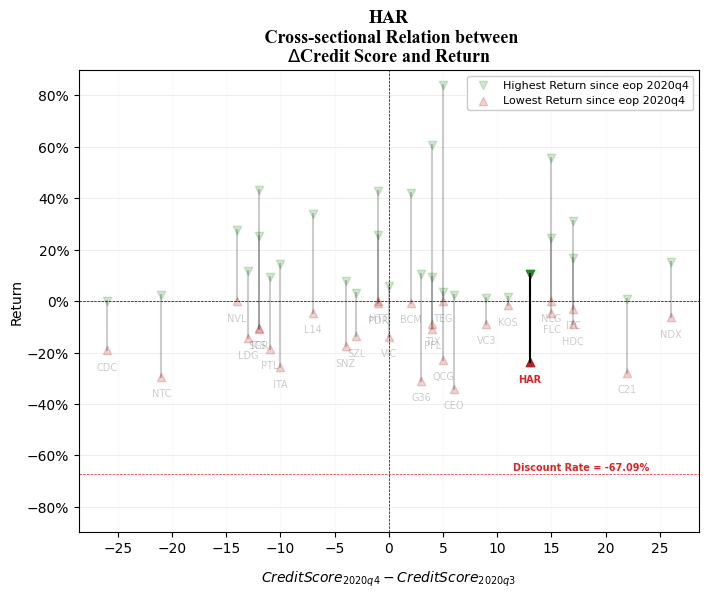 HAR
Cross-sectional Relation between
ΔCredit Score and Return
Highest Return since eop 2020q4
Lowest Return since eop 2020q4
Return
80%
60%
40%
20%
0%
−20%
−40%
−60%
−80%
NVL
L14
BCM
TEG
NLG
KOS
FLC
HDC
NDX
VC3
LDG
SZL
VIC
PTL
SNZ
CDC
ITA
QCG
NTC
G36
CEO
HAR
C21
Discount Rate = -67.09%
−25
−20
−15
−10
−5
0
5
10
15
20
25
CreditScore2020q4 − CreditScore2020q3